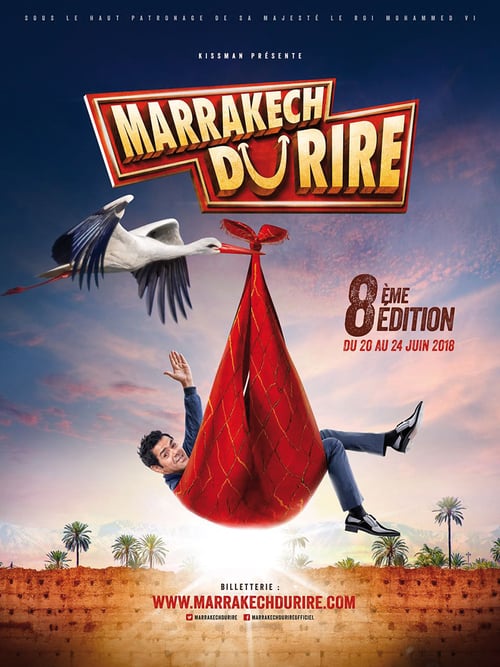 SOUS LE HAUT PATRONAGE DE SA MAJESTÉ LE ROI MOHAMMED VI
KISSMAN PRÉSENTE
MARRAKECH
DU RIRE
8ÈME ÉDITION
DU 20 AU 24 JUIN 2018
BILLETTERIE :
WWW.MARRAKECHDURIRE.COM
MARRAKECHDURIRE MARRAKECHDURIREOFFICIEL